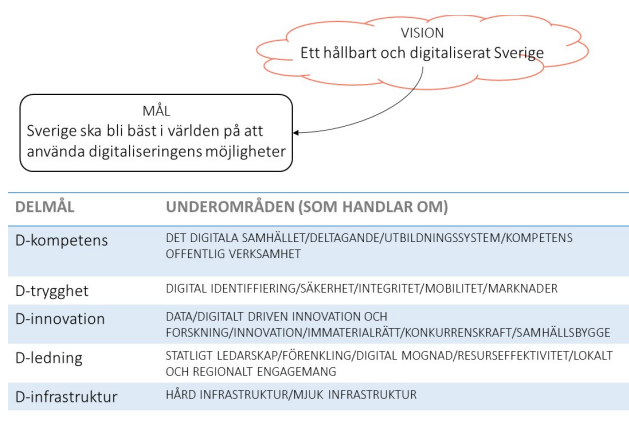 VISION
Ett hållbart och digitaliserat Sverige
MÅL
Sverige ska bli bäst i världen på att
använda digitaliseringens möjligheter
DELMÅL UNDEROMRÅDEN (SOM HANDLAR OM)
D-kompetens DET DIGITALA SAMHÄLLET/DELTAGANDE/UTBILDNINGSSYSTEM/KOMPETENS
OFFENTLIG VERKSAMHET
D-trygghet DIGITAL IDENTIFFIERING/SÄKERHET/INTEGRITET/MOBILITET/MARKNADER
D-innovation DATA/DIGITALT DRIVEN INNOVATION OCH
FORSKNING/INNOVATION/IMMATERIALRÄTT/KONKURRENSKRAFT/SAMHÄLLSBYGGE
D-ledning STATLIGT LEDARSKAP/FÖRENKLING/DIGITAL MOGNAD/RESURSEFFEKTIVITET/LOKALT
OCH REGIONALT ENGAGEMANG
D-infrastruktur HÅRD INFRASTRUKTUR/MJUK INFRASTRUKTUR